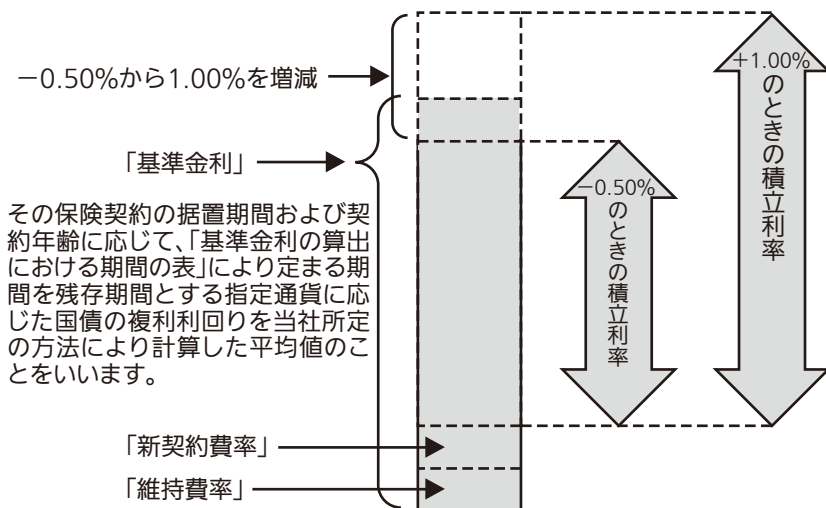 －0.50%から1.00%を増減
「基準金利」
その保険契約の据置期間および契
約年齢に応じて、「基準金利の算出
における期間の表」により定まる期
間を残存期間とする指定通貨に応
じた国債の複利利回りを当社所定
の方法により計算した平均値のこ
とをいいます。
「新契約費率」
「維持費率」
－0.50%
のときの積立利率
＋1.00%
のときの積立利率